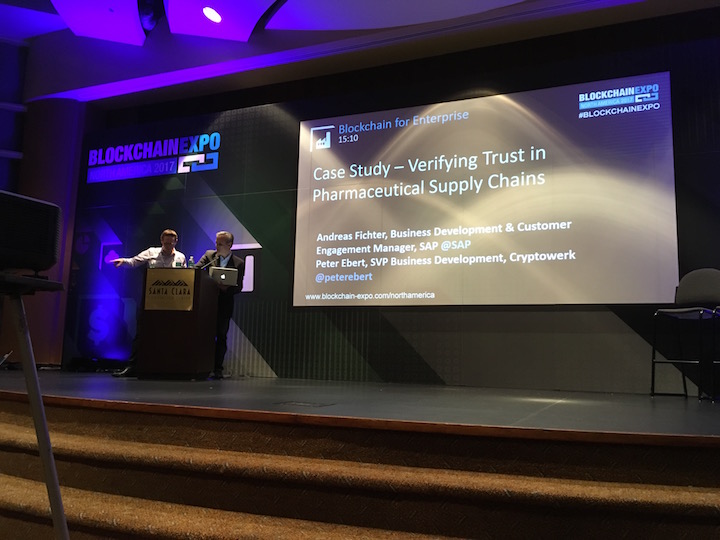 BLOCKCHAINEXPO
NORTH AMERICA 2017
SANTA CLARA
Blockchain for Enterprise
15:10
BLOCKCHAINEXPO
NORTH AMERICA 2017
#BLOCKCHAINEXPO
Case Study – Verifying Trust in
Pharmaceutical Supply Chains
Andreas Fichter, Business Development & Customer
Engagement Manager, SAP @SAP
Peter Ebert, SVP Business Development, Cryptowerk
@peterebert
www.blockchain-expo.com/northamerica